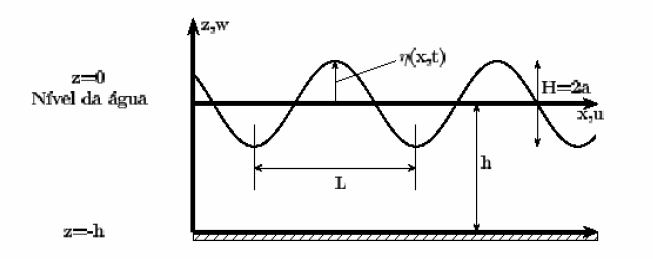 z,w
η(x,t)
z=0
Nível da água
H=2a
x,u
h
L
z=-h